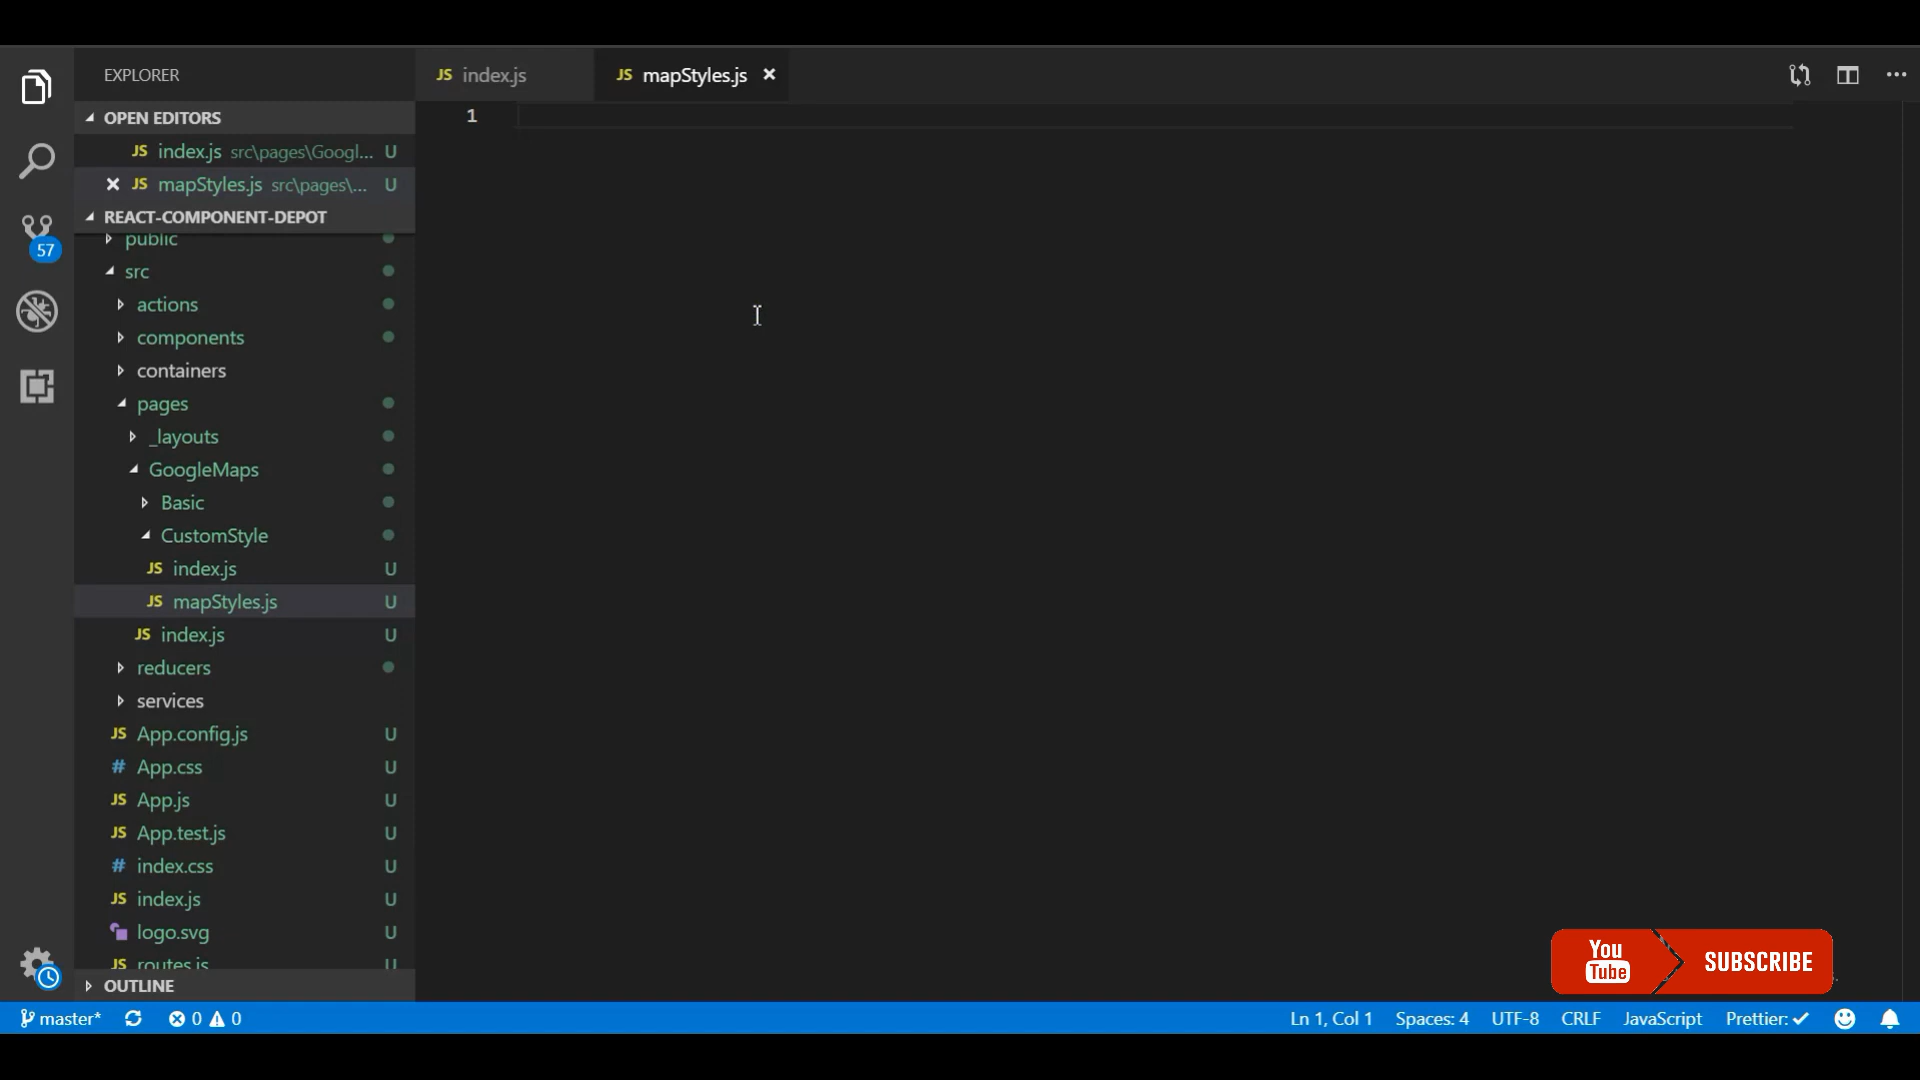 EXPLORER
JS index.js
JS mapStyles.js
OPEN EDITORS
JS index.js src\pages\Googl... U
JS mapStyles.js src\pages\... U
REACT-COMPONENT-DEPOT
public
src
actions
components
containers
pages
_layouts
GoogleMaps
Basic
CustomStyle
JS index.js U
JS mapStyles.js U
JS index.js U
reducers
services
JS App.config.js U
# App.css U
JS App.js U
JS App.test.js U
# index.css U
JS index.js U
logo.svg U
JS routes.js U
OUTLINE
57
1
You Tube SUBSCRIBE
master* 0 0 Ln 1, Col 1 Spaces: 4 UTF-8 CRLF JavaScript Prettier: ✓